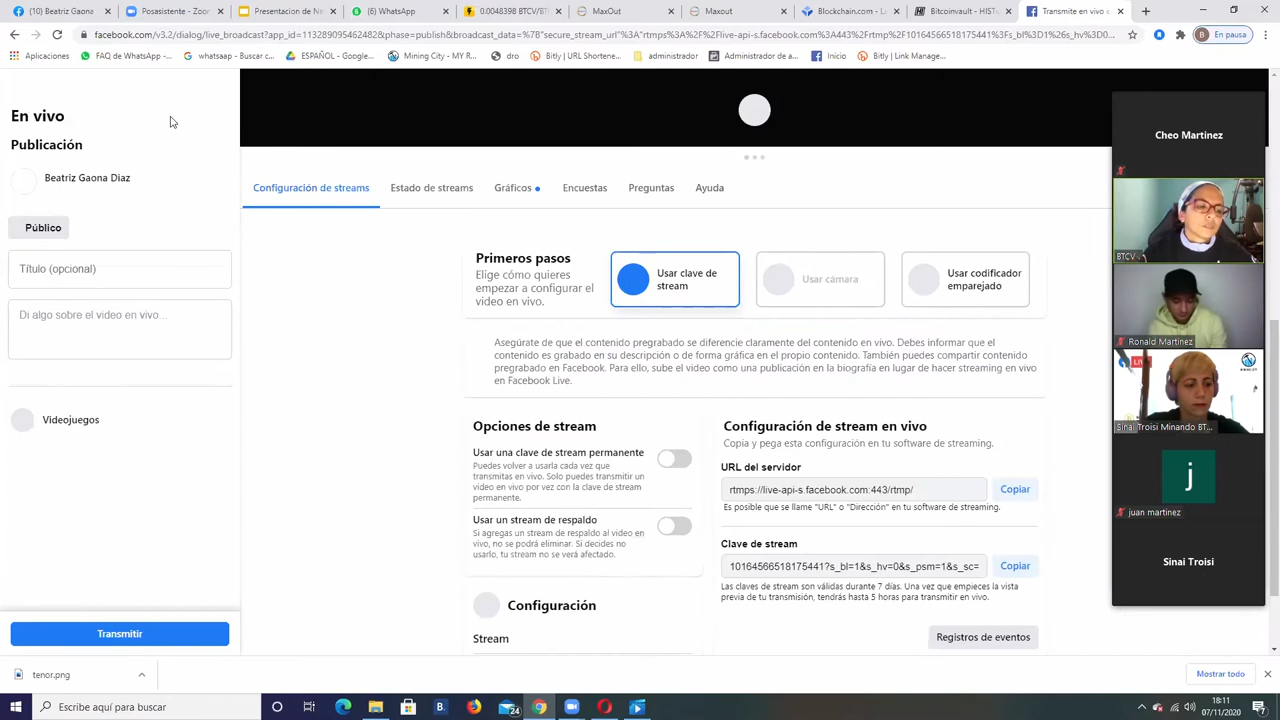 (10) Beatriz Gaona
Posasistente - Zoom
Presentacion de Ne
(6) WhatsApp
0.0048398 BTCV/BT
MaxOut
Maxout
Blockchain.com - L
Bitcoinvault - HIST
Transmite en vivo
facebook.com/v3.2/dialog/live_broadcast?app_id=113289095462482&phase=publish&broadcast_data=%7B"secure_stream_url"%3A"rtmps%3A%2F%2Flive-api-s.facebook.com%3A443%2Frtmp%2F10164566518175441%3Fs_bl%3D1%26s_hv%3D0...
En pausa
Aplicaciones
FAQ de WhatsApp -...
whatsaap - Buscar c...
ESPAÑOL - Google...
Mining City - MY R...
dro
Bitly | URL Shortene...
administrador
Administrador de a...
Inicio
Bitly | Link Manage...
En vivo
Publicación
Beatriz Gaona Diaz
Público
Título (opcional)
Di algo sobre el video en vivo...
Videojuegos
Transmitir
Configuración de streams
Estado de streams
Gráficos
Encuestas
Preguntas
Ayuda
Primeros pasos
Elige cómo quieres
empezar a configurar el
video en vivo.
Usar clave de
stream
Usar cámara
Usar codificador
emparejado
Asegúrate de que el contenido pregrabado se diferencie claramente del contenido en vivo. Debes informar que el
contenido es grabado en su descripción o de forma gráfica en el propio contenido. También puedes compartir contenido
pregrabado en Facebook. Para ello, sube el video como una publicación en la biografía en lugar de hacer streaming en vivo
en Facebook Live.
Opciones de stream
Usar una clave de stream permanente
Puedes volver a usarla cada vez que
transmitas en vivo. Solo puedes transmitir un
video en vivo por vez con la clave de stream
permanente.
Usar un stream de respaldo
Si agregas un stream de respaldo al video en
vivo, no se podrá eliminar. Si decides no
usarlo, tu stream no se verá afectado.
Configuración
Stream
Configuración de stream en vivo
Copia y pega esta configuración en tu software de streaming.
URL del servidor
rtmps://live-api-s.facebook.com:443/rtmp/
Copiar
Es posible que se llame "URL" o "Dirección" en tu software de streaming.
Clave de stream
10164566518175441?s_bl=1&s_hv=0&s_psm=1&s_sc=
Copiar
Las claves de stream son válidas durante 7 días. Una vez que empieces la vista
previa de tu transmisión, tendrás hasta 5 horas para transmitir en vivo.
Registros de eventos
Cheo Martinez
BTCV
Ronald Martinez
LIVE
Sinai Troisi Minando BT...
j
juan martinez
Sinai Troisi
tenor.png
Mostrar todo
Escribe aquí para buscar
24
18:11
07/11/2020